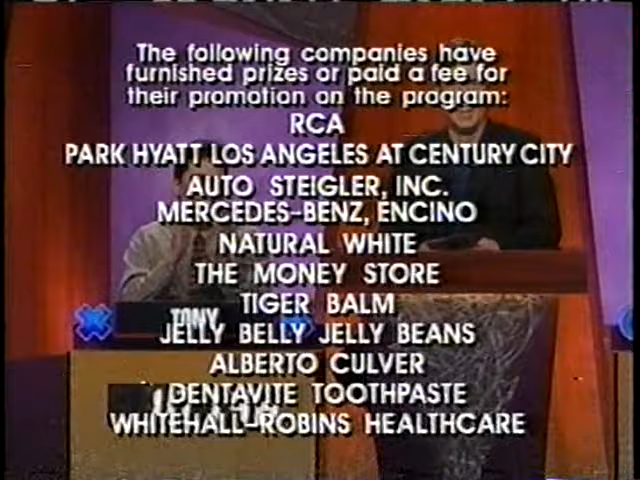 The following companies have
furnished prizes or paid a fee for
their promotion on the program:
RCA
PARK HYATT LOS ANGELES AT CENTURY CITY
AUTO STEIGLER, INC.
MERCEDES-BENZ, ENCINO
NATURAL WHITE
THE MONEY STORE
TIGER BALM
TONY
JELLY BELLY JELLY BEANS
ALBERTO CULVER
DENTAVITE TOOTHPASTE
WHITEHALL-ROBINS HEALTHCARE